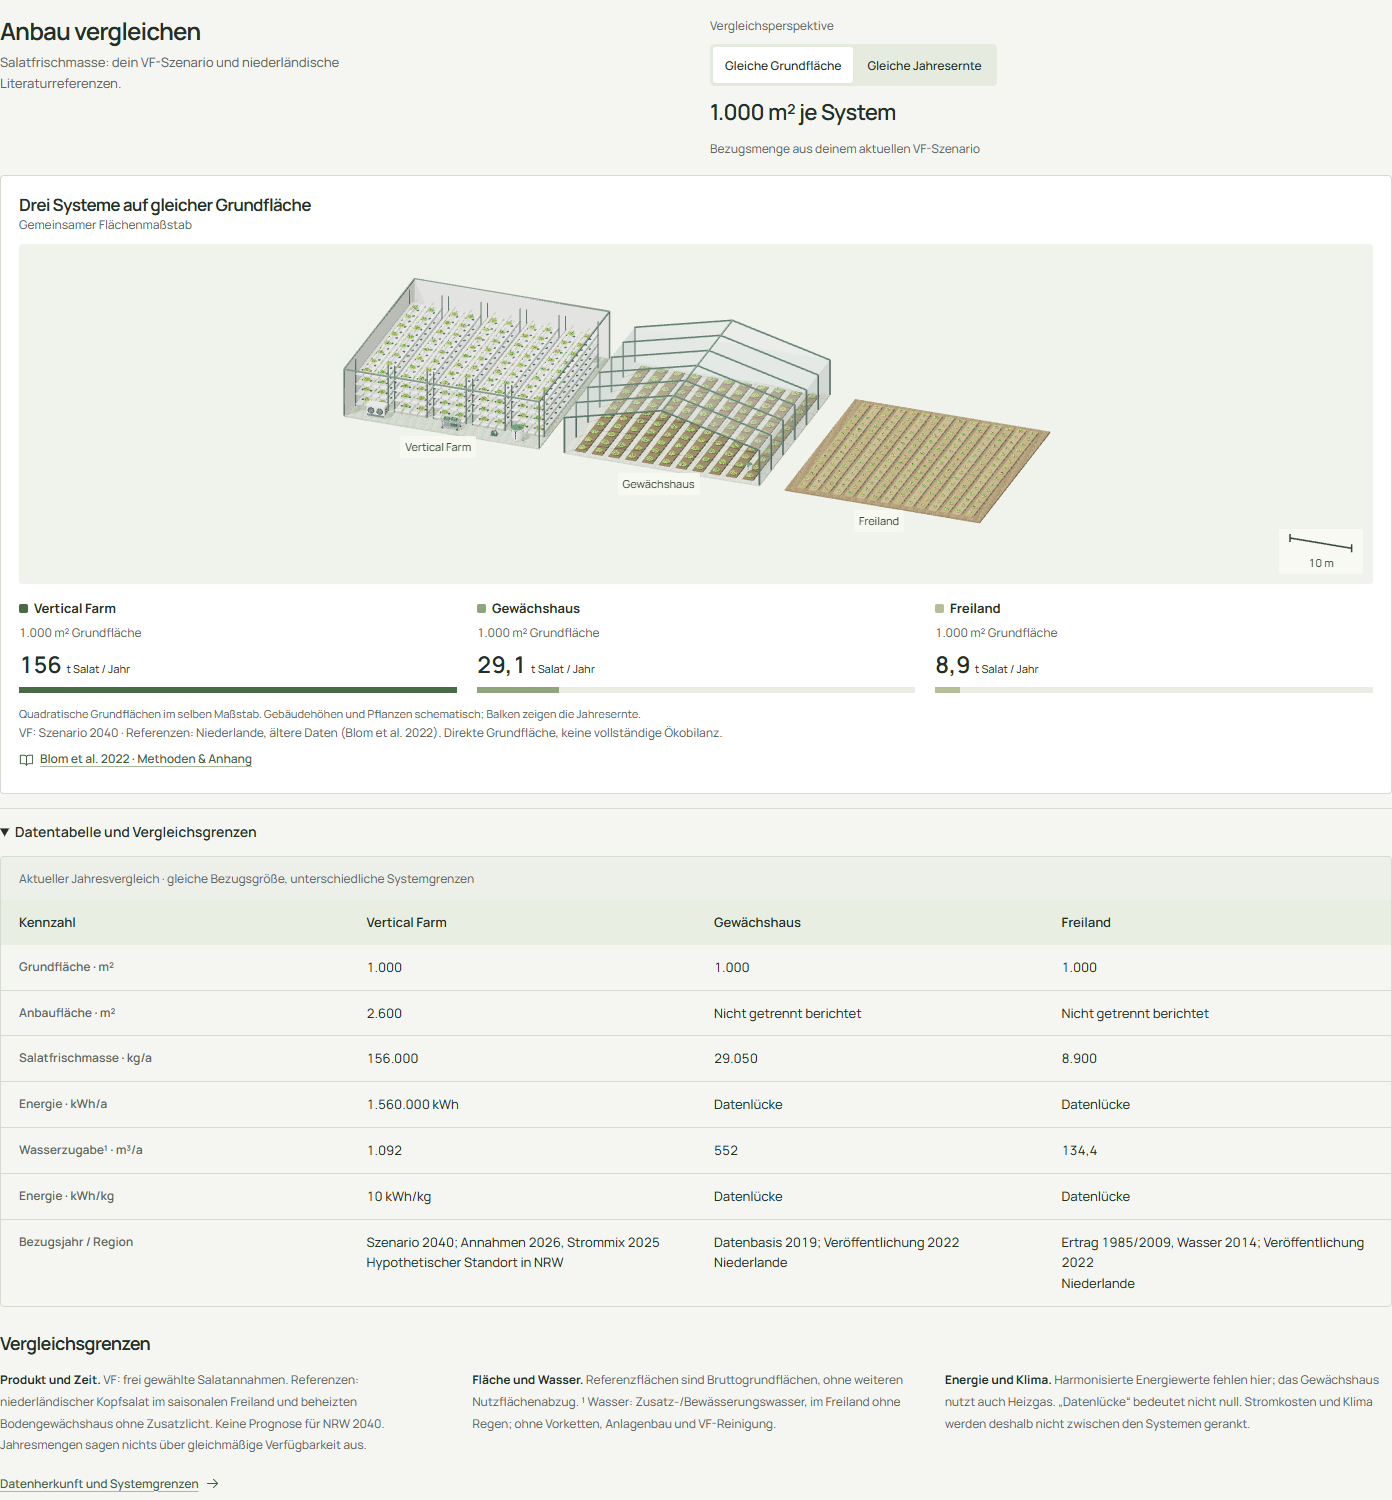 Anbau vergleichen
Salatfrischmasse: dein VF-Szenario und niederländische
Literaturreferenzen.
Vergleichsperspektive
Gleiche Grundfläche
Gleiche Jahresernte
1.000 m² je System
Bezugsmenge aus deinem aktuellen VF-Szenario
Drei Systeme auf gleicher Grundfläche
Gemeinsamer Flächenmaßstab
Vertical Farm
Gewächshaus
Freiland
10 m
Vertical Farm
1.000 m² Grundfläche
156 t Salat / Jahr
Gewächshaus
1.000 m² Grundfläche
29,1 t Salat / Jahr
Freiland
1.000 m² Grundfläche
8,9 t Salat / Jahr
Quadratische Grundflächen im selben Maßstab. Gebäudehöhen und Pflanzen schematisch; Balken zeigen die Jahresernte.
VF: Szenario 2040 · Referenzen: Niederlande, ältere Daten (Blom et al. 2022). Direkte Grundfläche, keine vollständige Ökobilanz.
Blom et al. 2022 · Methoden & Anhang
▼ Datentabelle und Vergleichsgrenzen
Aktueller Jahresvergleich · gleiche Bezugsgröße, unterschiedliche Systemgrenzen
Kennzahl Vertical Farm Gewächshaus Freiland
Grundfläche · m² 1.000 1.000 1.000
Anbaufläche · m² 2.600 Nicht getrennt berichtet Nicht getrennt berichtet
Salatfrischmasse · kg/a 156.000 29.050 8.900
Energie · kWh/a 1.560.000 kWh Datenlücke Datenlücke
Wasserzugabe¹ · m³/a 1.092 552 134,4
Energie · kWh/kg 10 kWh/kg Datenlücke Datenlücke
Bezugsjahr / Region
Szenario 2040; Annahmen 2026, Strommix 2025
Hypothetischer Standort in NRW
Datenbasis 2019; Veröffentlichung 2022
Niederlande
Ertrag 1985/2009, Wasser 2014; Veröffentlichung
2022
Niederlande
Vergleichsgrenzen
Produkt und Zeit. VF: frei gewählte Salatannahmen. Referenzen:
niederländischer Kopfsalat im saisonalen Freiland und beheizten
Bodengewächshaus ohne Zusatzlicht. Keine Prognose für NRW 2040.
Jahresmengen sagen nichts über gleichmäßige Verfügbarkeit aus.
Fläche und Wasser. Referenzflächen sind Bruttogrundflächen, ohne weiteren
Nutzflächenabzug. ¹ Wasser: Zusatz-/Bewässerungswasser, im Freiland ohne
Regen; ohne Vorketten, Anlagenbau und VF-Reinigung.
Energie und Klima. Harmonisierte Energiewerte fehlen hier; das Gewächshaus
nutzt auch Heizgas. „Datenlücke“ bedeutet nicht null. Stromkosten und Klima
werden deshalb nicht zwischen den Systemen gerankt.
Datenherkunft und Systemgrenzen →